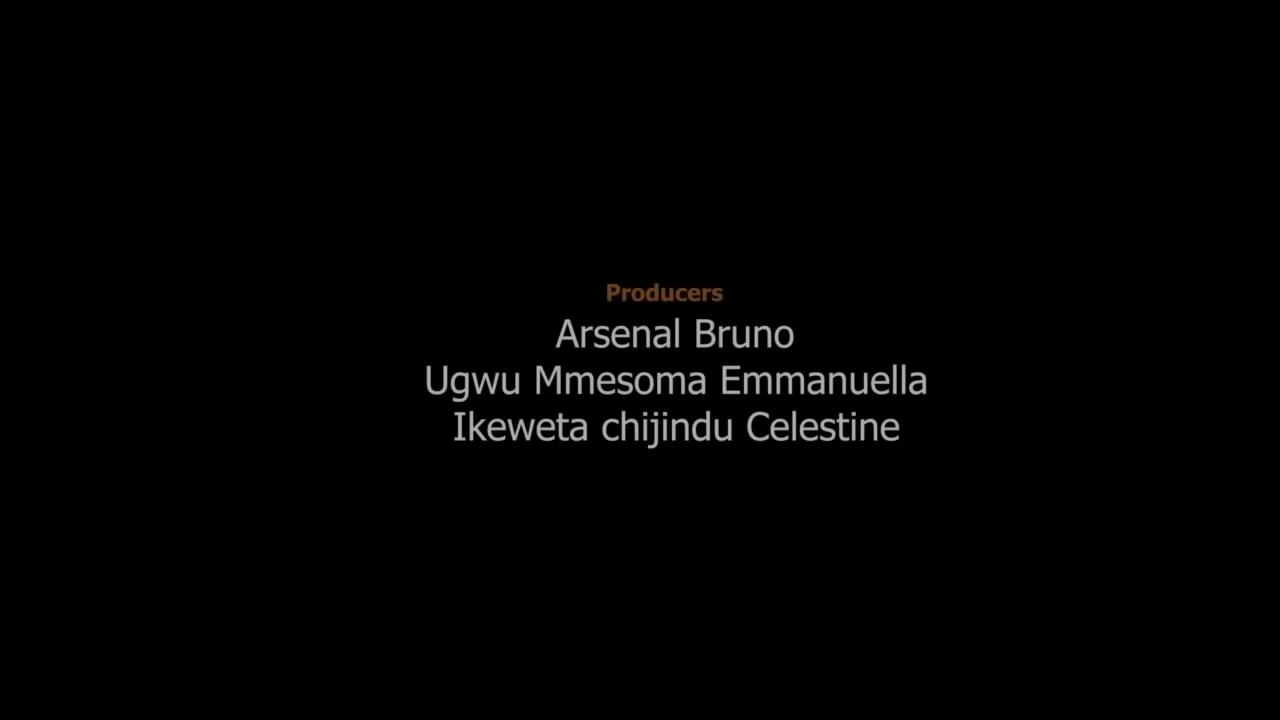 Producers
Arsenal Bruno
Ugwu Mmesoma Emmanuella
Ikeweta chijindu Celestine